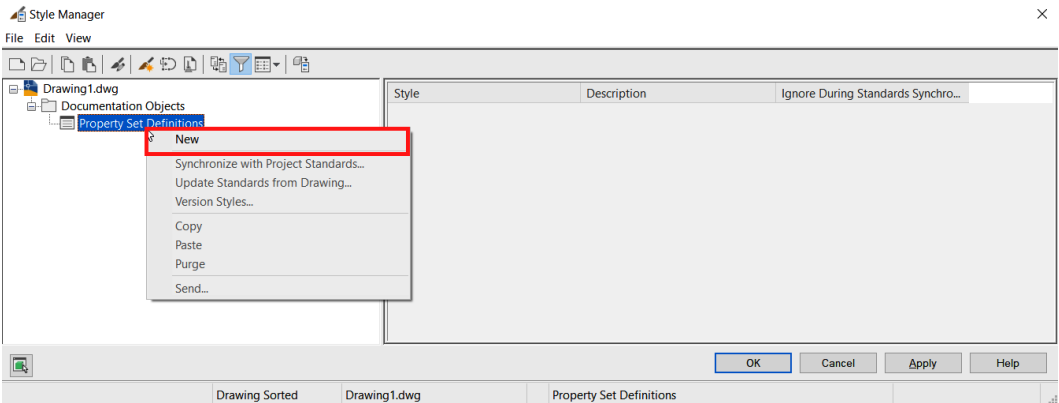 Style Manager
File Edit View
Drawing1.dwg
Documentation Objects
Property Set Definitions
New
Synchronize with Project Standards...
Update Standards from Drawing...
Version Styles...
Copy
Paste
Purge
Send...
Style Description Ignore During Standards Synchro...
OK Cancel Apply Help
Drawing Sorted Drawing1.dwg Property Set Definitions